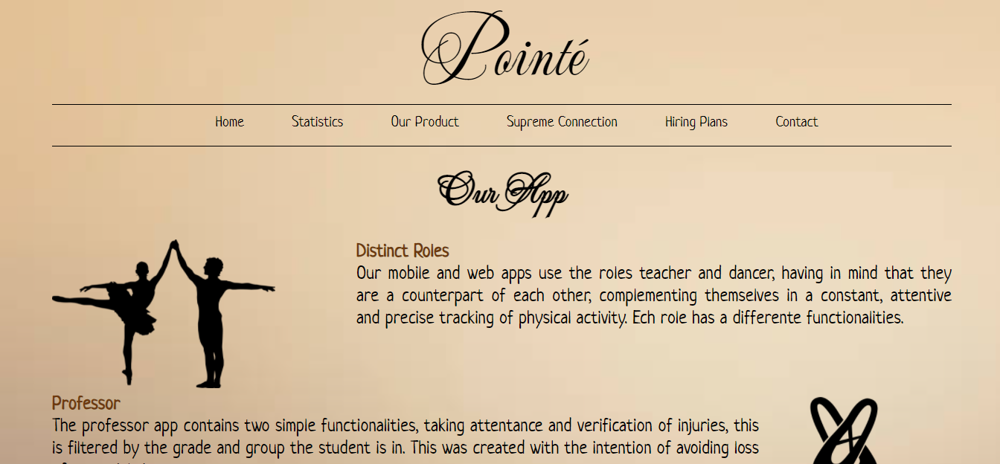 Pointé
Home Statistics Our Product Supreme Connection Hiring Plans Contact
Our App
Distinct Roles
Our mobile and web apps use the roles teacher and dancer, having in mind that they
are a counterpart of each other, complementing themselves in a constant, attentive
and precise tracking of physical activity. Ech role has a differente functionalities.
Professor
The professor app contains two simple functionalities, taking attentance and verification of injuries, this
is filtered by the grade and group the student is in. This was created with the intention of avoiding loss